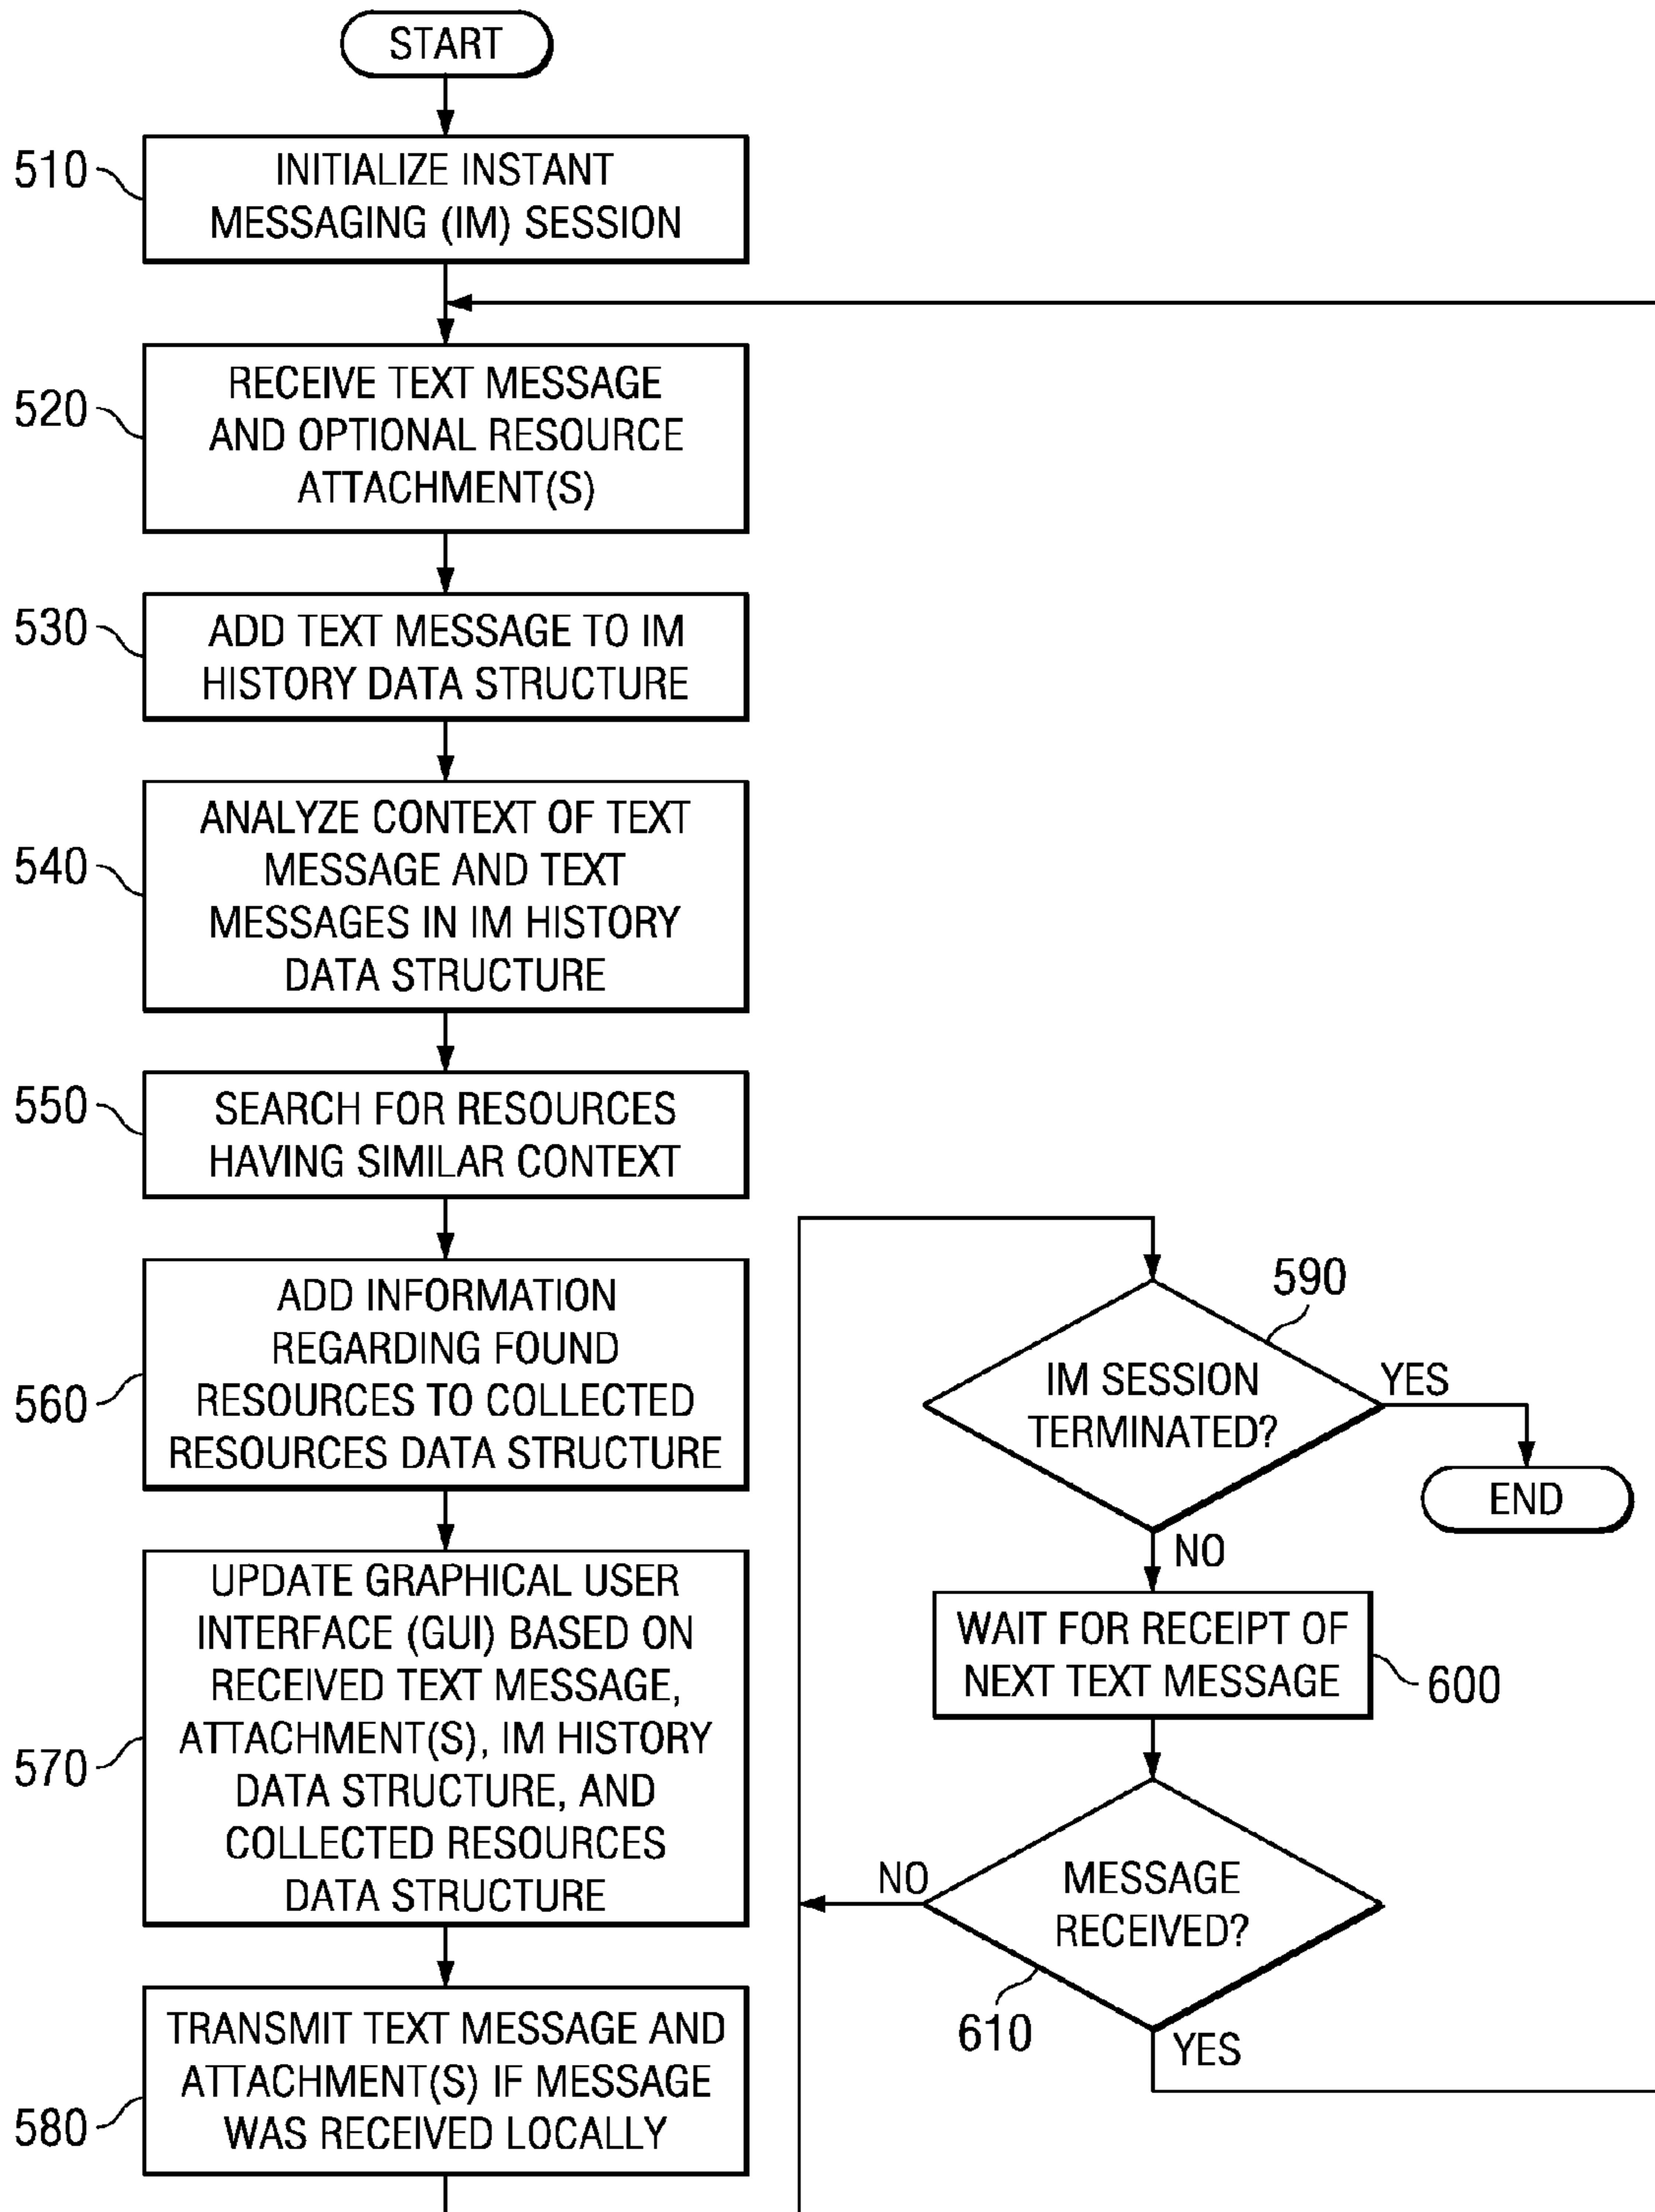 START
510
INITIALIZE INSTANT
MESSAGING (IM) SESSION
520
RECEIVE TEXT MESSAGE
AND OPTIONAL RESOURCE
ATTACHMENT(S)
530
ADD TEXT MESSAGE TO IM
HISTORY DATA STRUCTURE
540
ANALYZE CONTEXT OF TEXT
MESSAGE AND TEXT
MESSAGES IN IM HISTORY
DATA STRUCTURE
550
SEARCH FOR RESOURCES
HAVING SIMILAR CONTEXT
560
ADD INFORMATION
REGARDING FOUND
RESOURCES TO COLLECTED
RESOURCES DATA STRUCTURE
570
UPDATE GRAPHICAL USER
INTERFACE (GUI) BASED ON
RECEIVED TEXT MESSAGE,
ATTACHMENT(S), IM HISTORY
DATA STRUCTURE, AND
COLLECTED RESOURCES
DATA STRUCTURE
580
TRANSMIT TEXT MESSAGE AND
ATTACHMENT(S) IF MESSAGE
WAS RECEIVED LOCALLY
590
IM SESSION
TERMINATED?
YES
END
NO
WAIT FOR RECEIPT OF
NEXT TEXT MESSAGE
600
NO
MESSAGE
RECEIVED?
610
YES